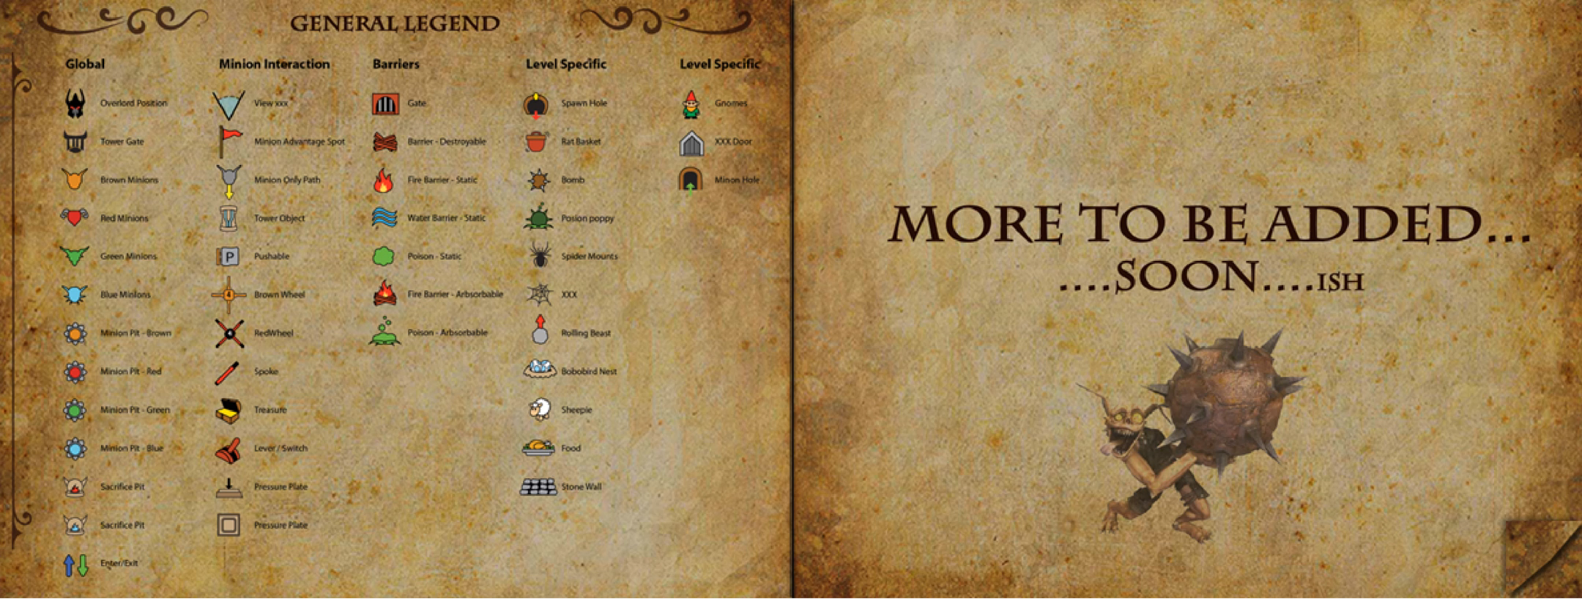 GENERAL LEGEND
Global
Overlord Position
Tower Gate
Brown Minions
Red Minions
Green Minions
Blue Minions
Minion Pit - Brown
Minion Pit - Red
Minion Pit - Green
Minion Pit - Blue
Sacrifice Pit
Sacrifice Pit
Enter/Exit
Minion Interaction
View xxx
Minion Advantage Spot
Minion Only Path
Tower Object
P
Pushable
4
Brown Wheel
RedWheel
Spoke
Treasure
Lever / Switch
Pressure Plate
Pressure Plate
Barriers
Gate
Barrier - Destroyable
Fire Barrier - Static
Water Barrier - Static
Poison - Static
Fire Barrier - Arbsorbable
Poison - Arbsorbable
Level Specific
Spawn Hole
Rat Basket
Bomb
Posion poppy
Spider Mounts
XXX
Rolling Beast
Bobobird Nest
Sheepie
Food
Stone Wall
Level Specific
Gnomes
XXX Door
Minon Hole
MORE TO BE ADDED...
....SOON....ISH